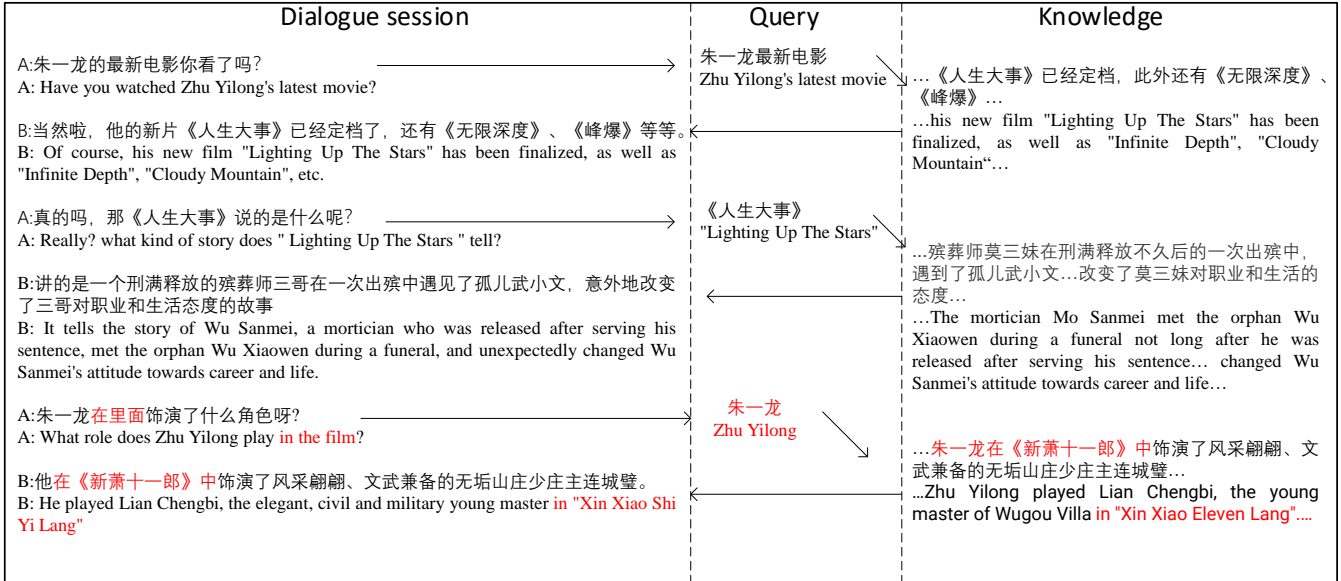 Dialogue session
Query
Knowledge
A:朱一龙的最新电影你看了吗?
A: Have you watched Zhu Yilong's latest movie?
朱一龙最新电影
Zhu Yilong's latest movie
…《人生大事》已经定档，此外还有《无限深度》、
《峰爆》…
…his new film "Lighting Up The Stars" has been
finalized, as well as "Infinite Depth", "Cloudy
Mountain“…
B:当然啦，他的新片《人生大事》已经定档了，还有《无限深度》、《峰爆》等等。
B: Of course, his new film "Lighting Up The Stars" has been finalized, as well as
"Infinite Depth", "Cloudy Mountain", etc.
A:真的吗，那《人生大事》说的是什么呢?
A: Really? what kind of story does " Lighting Up The Stars " tell?
《人生大事》
"Lighting Up The Stars"
…殡葬师莫三妹在刑满释放不久后的一次出殡中，
遇到了孤儿武小文…改变了莫三妹对职业和生活的
态度…
…The mortician Mo Sanmei met the orphan Wu
Xiaowen during a funeral not long after he was
released after serving his sentence… changed Wu
Sanmei's attitude towards career and life…
B:讲的是一个刑满释放的殡葬师三哥在一次出殡中遇见了孤儿武小文，意外地改变
了三哥对职业和生活态度的故事
B: It tells the story of Wu Sanmei, a mortician who was released after serving his
sentence, met the orphan Wu Xiaowen during a funeral, and unexpectedly changed Wu
Sanmei's attitude towards career and life.
A:朱一龙在里面饰演了什么角色呀?
A: What role does Zhu Yilong play in the film?
朱一龙
Zhu Yilong
…朱一龙在《新萧十一郎》中饰演了风采翩翩、文
武兼备的无垢山庄少庄主连城璧…
…Zhu Yilong played Lian Chengbi, the young
master of Wugou Villa in "Xin Xiao Eleven Lang".…
B:他在《新萧十一郎》中饰演了风采翩翩、文武兼备的无垢山庄少庄主连城璧。
B: He played Lian Chengbi, the elegant, civil and military young master in "Xin Xiao Shi
Yi Lang"